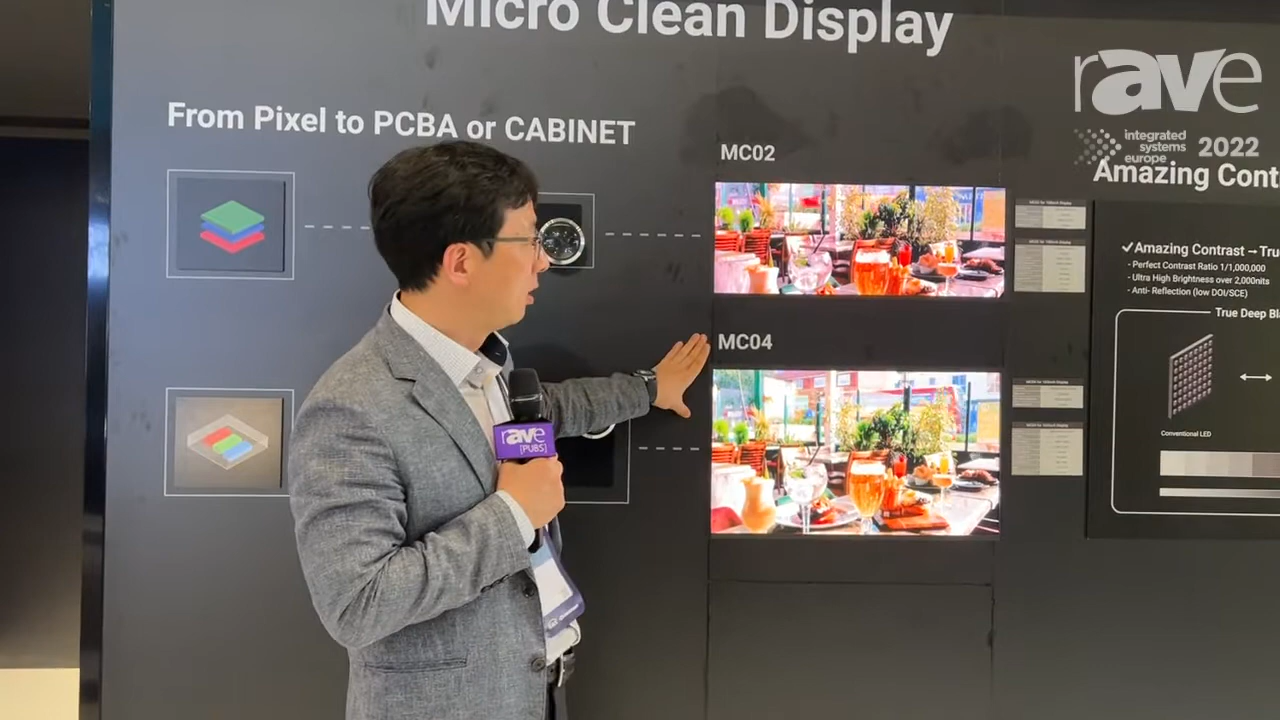 Micro Clean Display
rAVe
integrated
systems
europe
2022
From Pixel to PCBA or CABINET
MC02
Amazing Cont
✓Amazing Contrast → Tru
- Perfect Contrast Ratio 1/1,000,000
- Ultra High Brightness over 2,000nits
- Anti- Reflection (low DOI/SCE)
True Deep Bla
MC04
Conventional LED
rAVe
[PUBS]